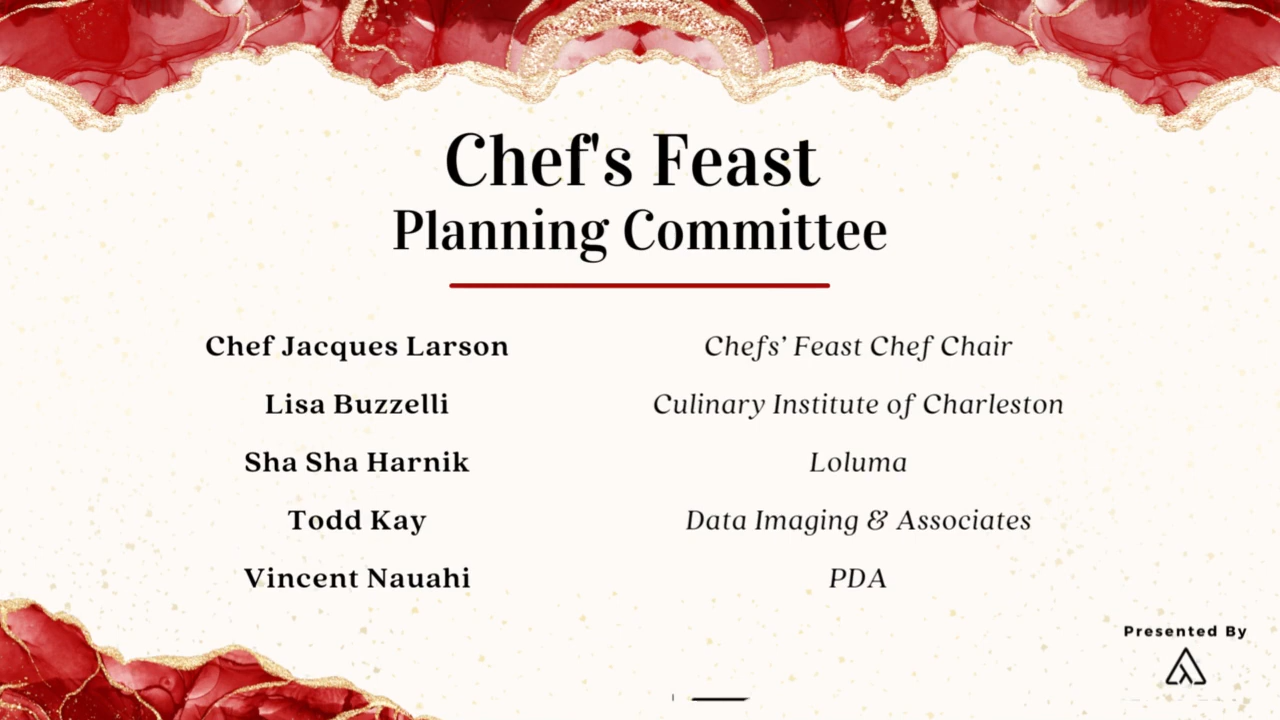 Chef's Feast
Planning Committee
Chef Jacques Larson Chefs’ Feast Chef Chair
Lisa Buzzelli Culinary Institute of Charleston
Sha Sha Harnik Loluma
Todd Kay Data Imaging & Associates
Vincent Nauahi PDA
Presented By